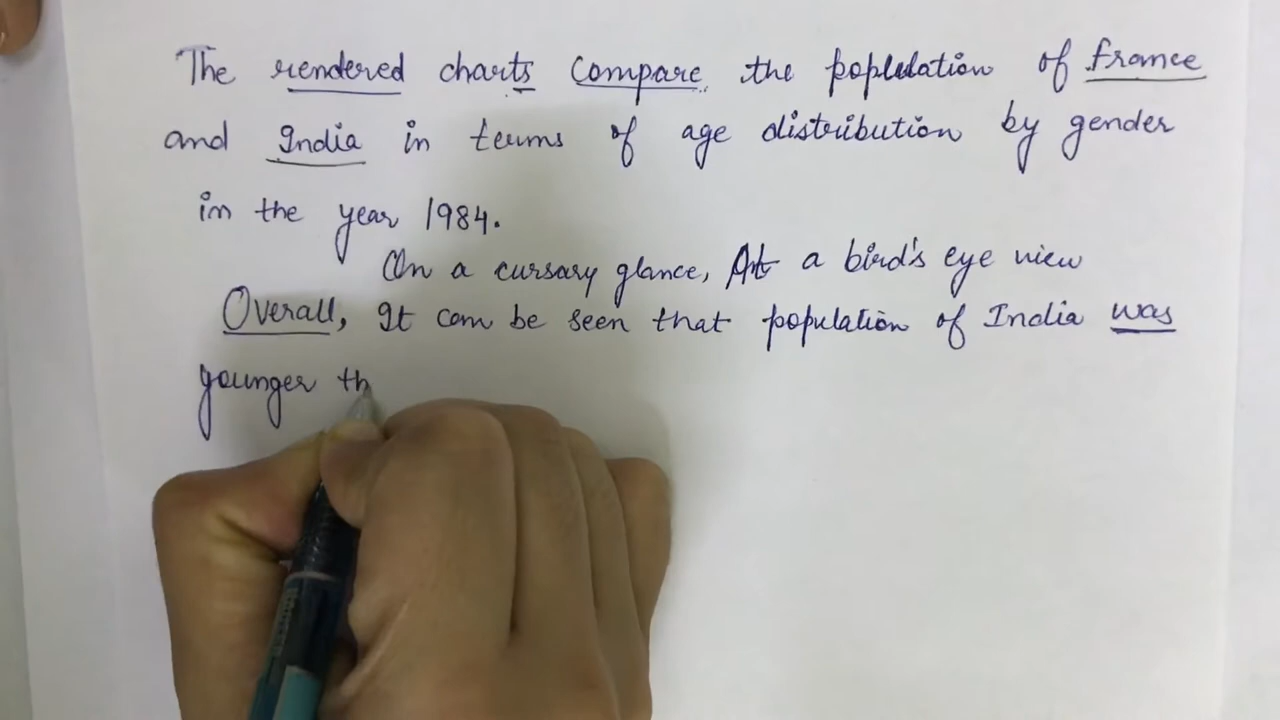 The rendered charts compare the population of france
and India in terms of age distribution by gender
in the year 1984.
On a cursary glance, At a bird's eye view
Overall, It can be seen that population of India was
younger th